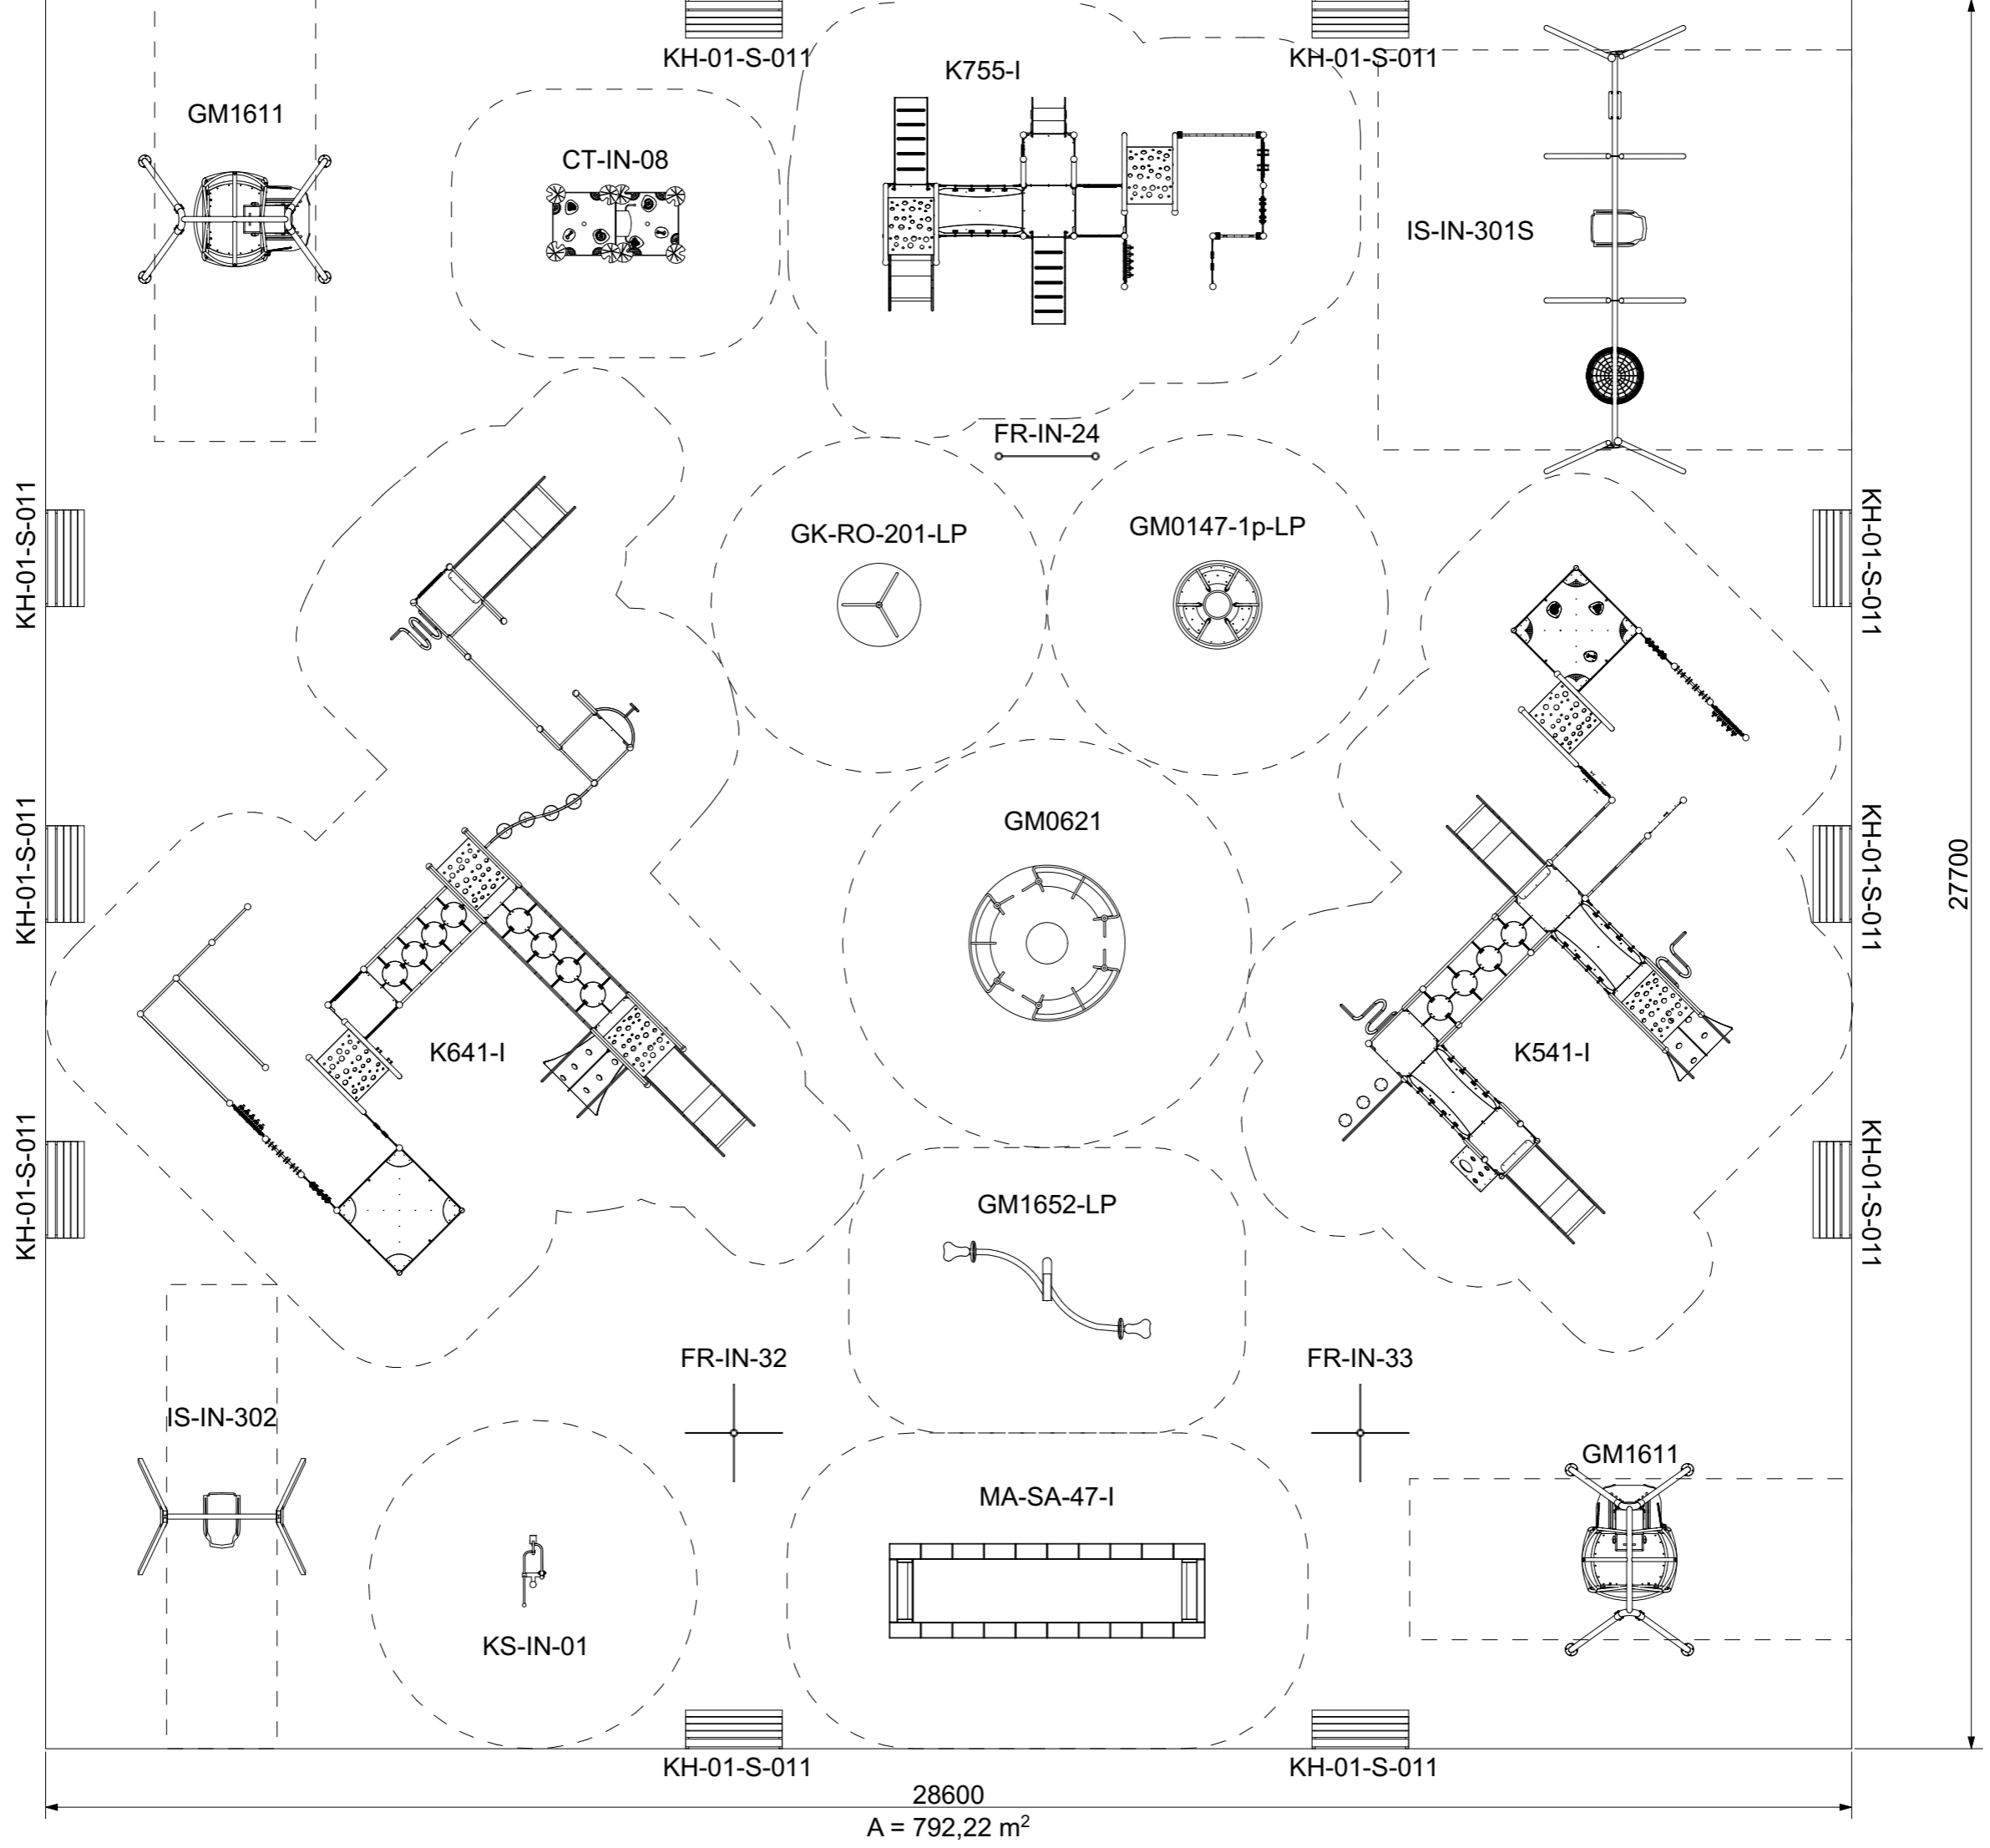 KH-01-S-011
KH-01-S-011
K755-I
GM1611
CT-IN-08
IS-IN-301S
FR-IN-24
KH-01-S-011
GK-RO-201-LP
GM0147-1p-LP
KH-01-S-011
KH-01-S-011
GM0621
KH-01-S-011
27700
K641-I
K541-I
KH-01-S-011
GM1652-LP
KH-01-S-011
FR-IN-32
FR-IN-33
IS-IN-302
GM1611
MA-SA-47-I
KS-IN-01
KH-01-S-011
KH-01-S-011
28600
A = 792,22 m²